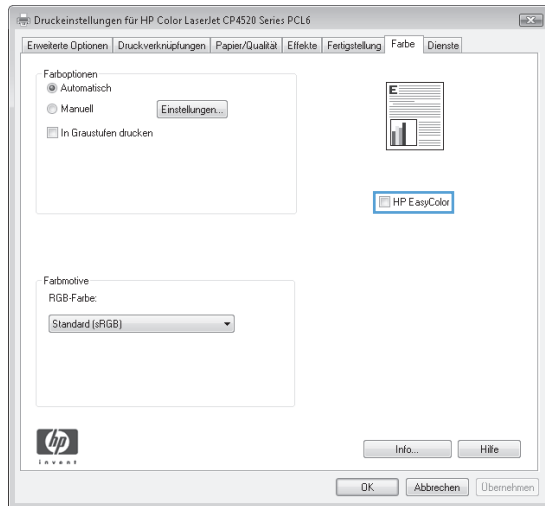 Druckeinstellungen für HP Color LaserJet CP4520 Series PCL6
Erweiterte Optionen Druckverknüpfungen Papier/Qualität Effekte Fertigstellung Farbe Dienste
Farboptionen
Automatisch
Manuell Einstellungen...
In Graustufen drucken
E
HP EasyColor
Farbmotive
RGB-Farbe:
Standard (sRGB)
hp
invent
Info... Hilfe
OK Abbrechen Übernehmen